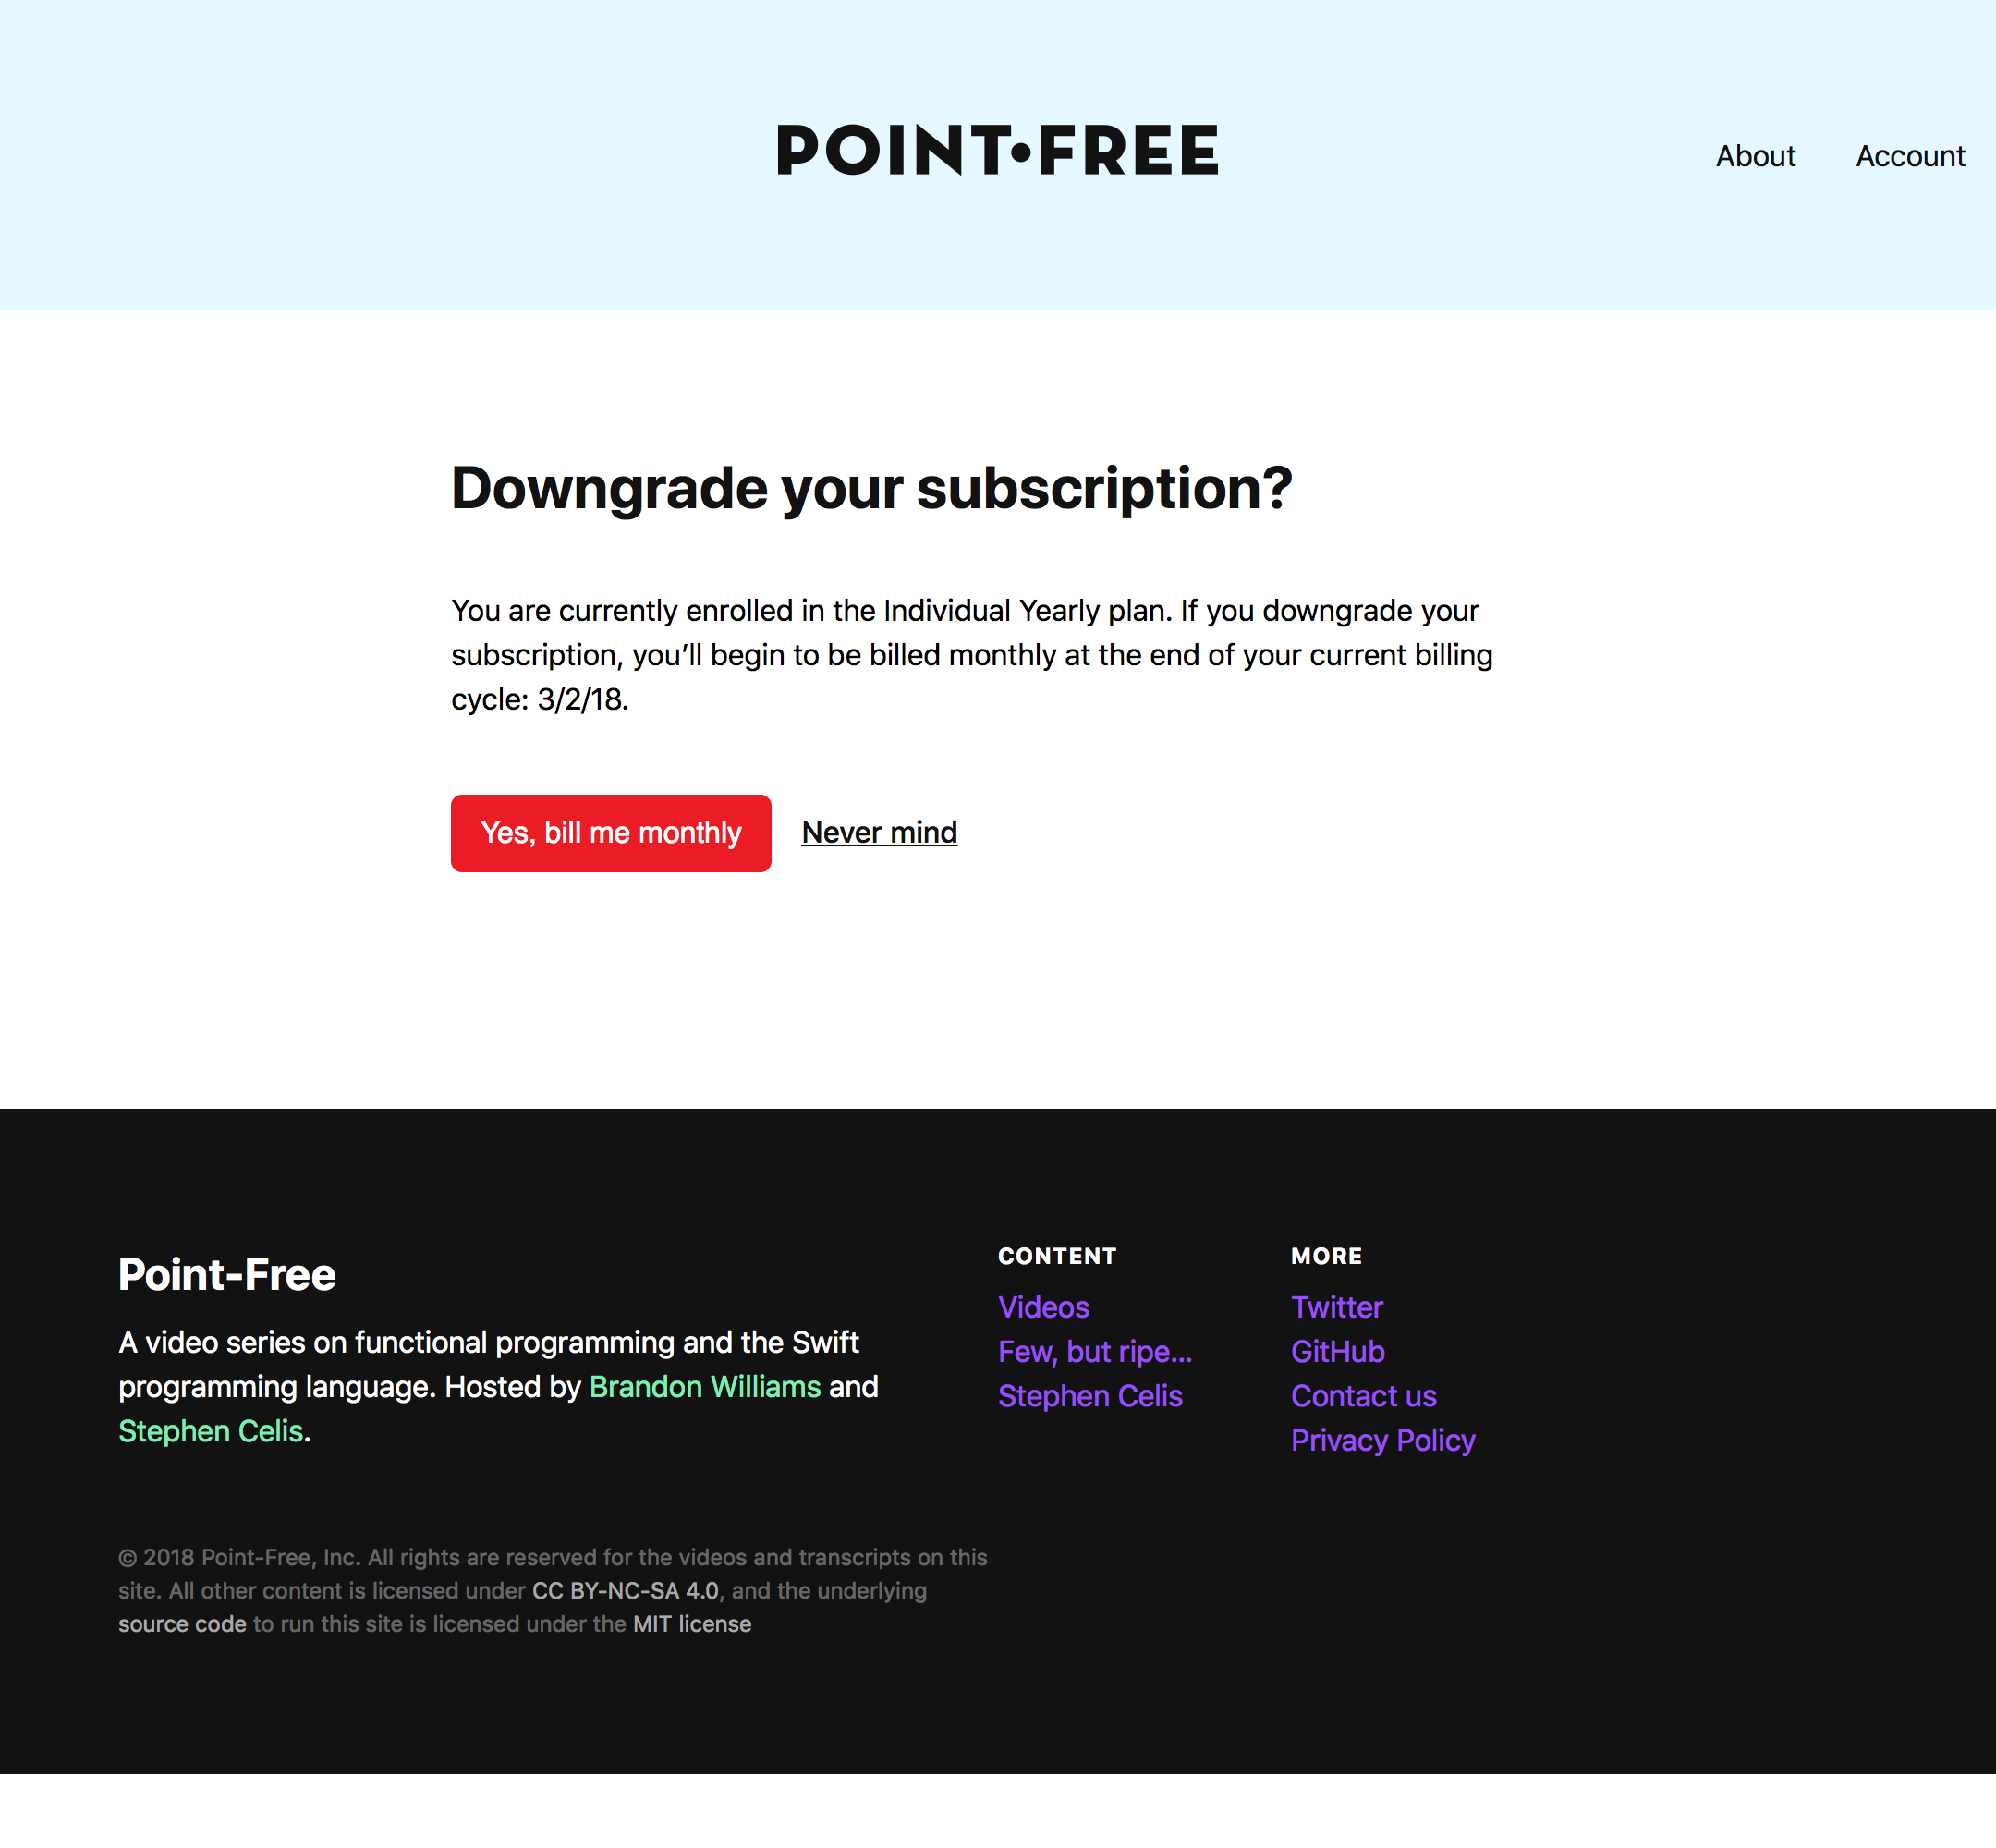 POINT•FREE
About
Account
Downgrade your subscription?
You are currently enrolled in the Individual Yearly plan. If you downgrade your
subscription, you’ll begin to be billed monthly at the end of your current billing
cycle: 3/2/18.
Yes, bill me monthly
Never mind
Point-Free
A video series on functional programming and the Swift
programming language. Hosted by Brandon Williams and
Stephen Celis.
CONTENT
Videos
Few, but ripe...
Stephen Celis
MORE
Twitter
GitHub
Contact us
Privacy Policy
© 2018 Point-Free, Inc. All rights are reserved for the videos and transcripts on this
site. All other content is licensed under CC BY-NC-SA 4.0, and the underlying
source code to run this site is licensed under the MIT license